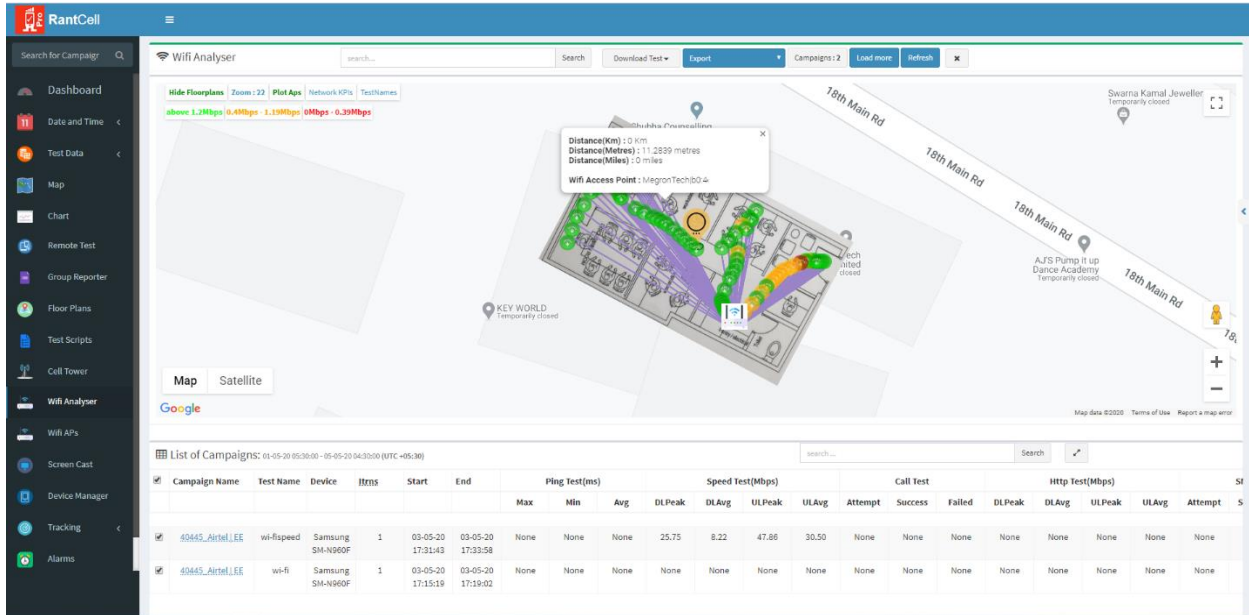 Pro
RantCell
Search for Campaigr
Wifi Analyser
search...
Search
Download Test
Export
Campaigns : 2
Load more
Refresh
Dashboard
11
Date and Time
Test Data
Map
Chart
Remote Test
Group Reporter
Floor Plans
Test Scripts
Cell Tower
Wifi Analyser
Wifi APs
Screen Cast
Device Manager
Tracking
Alarms
Hide Floorplans Zoom : 22 Plot Aps Network KPIs TestNames
above 1.2Mbps 0.4Mbps - 1.19Mbps 0Mbps - 0.39Mbps
Shubha Counselling
Distance(Km) : 0 Km
Distance(Metres) : 11.2839 metres
Distance(Miles) : 0 miles
Wifi Access Point : MegronTech|b0:4
18th Main Rd
18th Main Rd
18th Main Rd
18th Main Rd
Swarna Kamal Jeweller
Temporarily closed
AJ'S Pump it up
Dance Academy
Temporarily closed
KEY WORLD
Temporarily closed
Map Satellite
Google
Map data ©2020 Terms of Use Report a map error
List of Campaigns: 01-05-20 05:30:00 - 05-05-20 04:30:00 (UTC +05:30)
search ...
Search
Campaign Name Test Name Device Itrns Start End Ping Test(ms) Speed Test(Mbps) Call Test Http Test(Mbps)
Max Min Avg DLPeak DLAvg ULPeak ULAvg Attempt Success Failed DLPeak DLAvg ULPeak ULAvg Attempt
40445_Airtel | EE wi-fispeed Samsung SM-N960F 1 03-05-20 17:31:43 03-05-20 17:33:58 None None None 25.75 8.22 47.86 30.50 None None None None None None None None
40445_Airtel | EE wi-fi Samsung SM-N960F 1 03-05-20 17:15:19 03-05-20 17:19:02 None None None None None None None None None None None None None None None